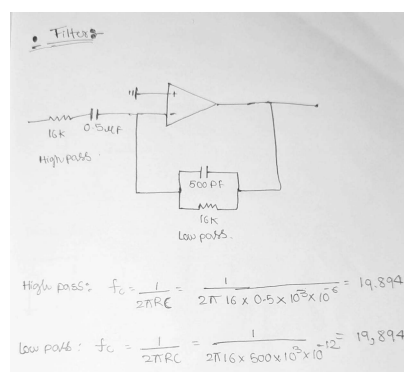 Filter:
+
-
16K 0.5uF
High pass:
500 PF
16K
Low pass.
High pass: fc = 1/2πRC = 1/2π 16 x 0.5 x 10^3 x 10^-6 = 19.894
Low pass: fc = 1/2πRC = 1/2π 16 x 500 x 10^3 x 10^-12 = 19,894